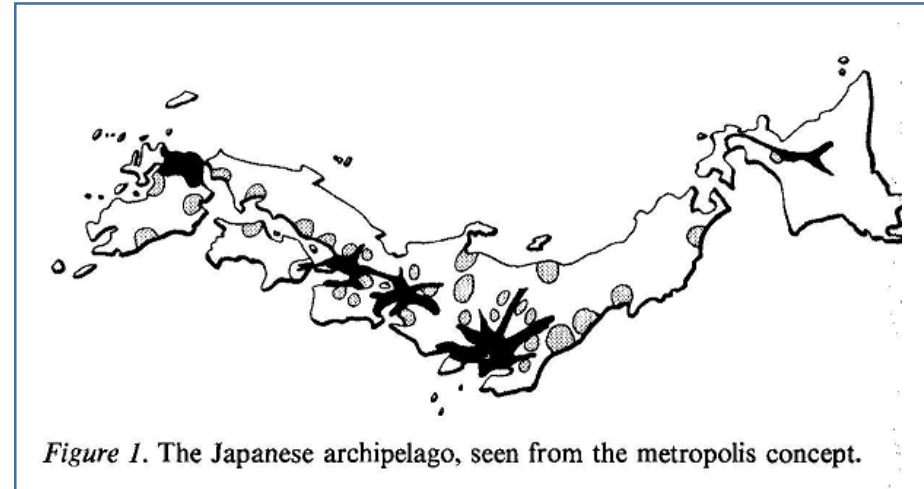 Figure 1. The Japanese archipelago, seen from the metropolis concept.